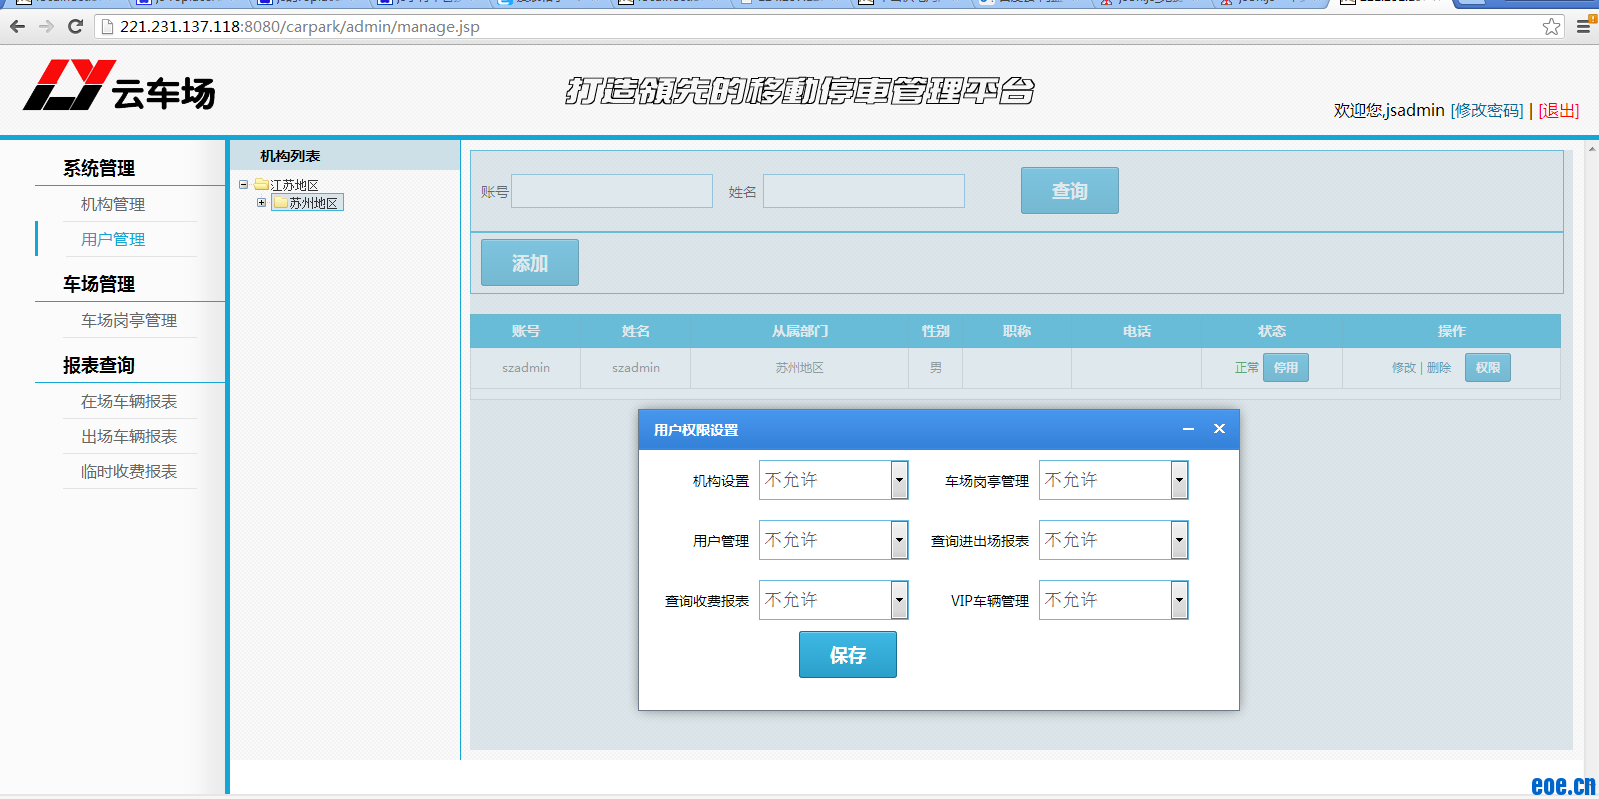 221.231.137.118:8080/carpark/admin/manage.jsp
云车场
打造領先的移動停車管理平台
欢迎您,jsadmin [修改密码] | [退出]
系统管理
机构管理
用户管理
车场管理
车场岗亭管理
报表查询
在场车辆报表
出场车辆报表
临时收费报表
机构列表
江苏地区
苏州地区
账号 姓名 查询
添加
账号 姓名 从属部门 性别 职称 电话 状态 操作
szadmin szadmin 苏州地区 男 正常 停用 修改 | 删除 权限
用户权限设置
机构设置 不允许 车场岗亭管理 不允许
用户管理 不允许 查询进出场报表 不允许
查询收费报表 不允许 VIP车辆管理 不允许
保存
eoe.cn